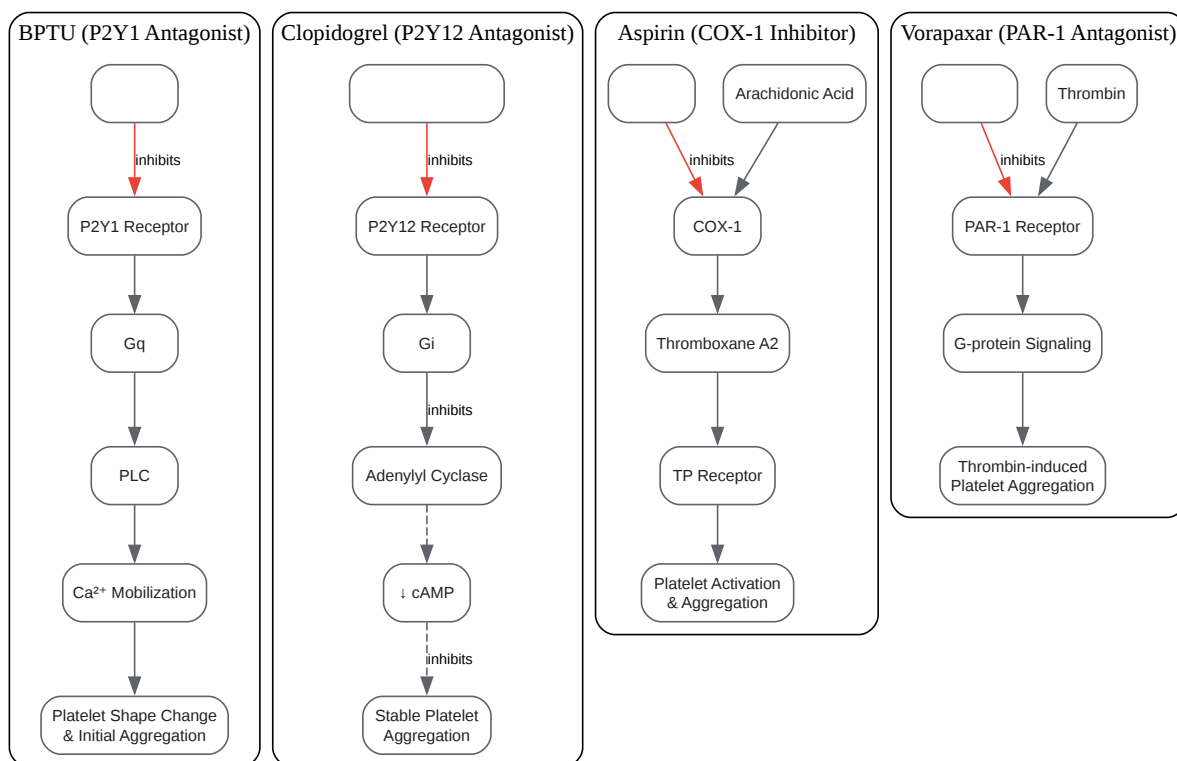 BPTU (P2Y1 Antagonist)
inhibits
P2Y1 Receptor
Gq
PLC
Ca²⁺ Mobilization
Platelet Shape Change
& Initial Aggregation
Clopidogrel (P2Y12 Antagonist)
inhibits
P2Y12 Receptor
Gi
inhibits
Adenylyl Cyclase
↓ cAMP
inhibits
Stable Platelet
Aggregation
Aspirin (COX-1 Inhibitor)
Arachidonic Acid
inhibits
COX-1
Thromboxane A2
TP Receptor
Platelet Activation
& Aggregation
Vorapaxar (PAR-1 Antagonist)
Thrombin
inhibits
PAR-1 Receptor
G-protein Signaling
Thrombin-induced
Platelet Aggregation